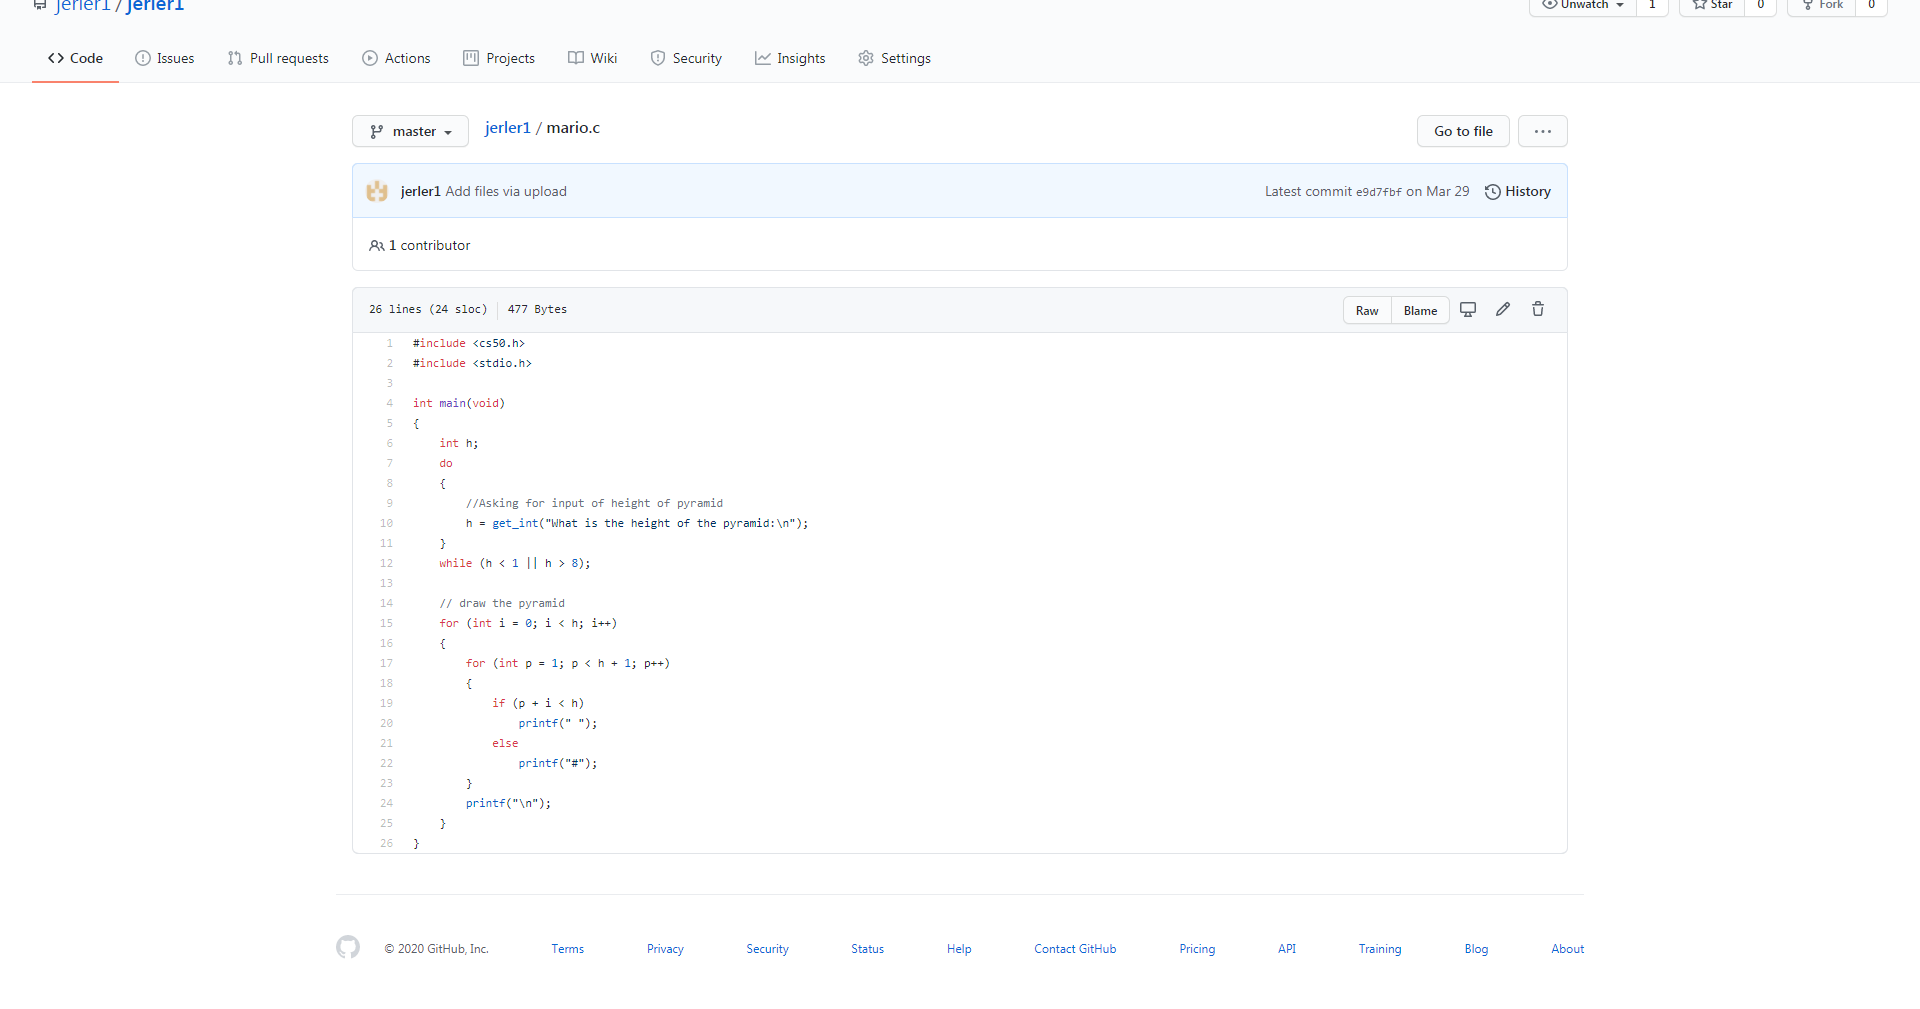 jerler1 / jerler1
Unwatch 1 Star 0 Fork 0
Code Issues Pull requests Actions Projects Wiki Security Insights Settings
master jerler1 / mario.c Go to file ...
jerler1 Add files via upload Latest commit e9d7fbf on Mar 29 History
1 contributor
26 lines (24 sloc) 477 Bytes Raw Blame
1 #include <cs50.h>
2 #include <stdio.h>
3
4 int main(void)
5 {
6     int h;
7     do
8     {
9         //Asking for input of height of pyramid
10         h = get_int("What is the height of the pyramid:\n");
11     }
12     while (h < 1 || h > 8);
13
14     // draw the pyramid
15     for (int i = 0; i < h; i++)
16     {
17         for (int p = 1; p < h + 1; p++)
18         {
19             if (p + i < h)
20                 printf(" ");
21             else
22                 printf("#");
23         }
24         printf("\n");
25     }
26 }
© 2020 GitHub, Inc. Terms Privacy Security Status Help Contact GitHub Pricing API Training Blog About